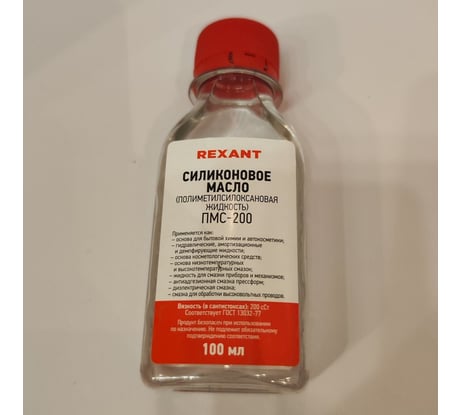 REXANT
СИЛИКОНОВОЕ
МАСЛО
(ПОЛИМЕТИЛСИЛОКСАНОВАЯ
ЖИДКОСТЬ)
ПМС-200
Применяется как:
– основа для бытовой химии и автокосметики;
– гидравлические, амортизационные
и демпфирующие жидкости;
– основа косметологических средств;
– основа низкотемпературных
и высокотемпературных смазок;
– жидкость для смазки приборов и механизмов;
– антиадгезионная смазка прессформ;
– диэлектрическая смазка;
– смазка для обработки высоковольтных проводов.
Вязкость (в сантистоксах): 200 сСт
Соответствует ГОСТ 13032-77
Продукт безопасен при использовании
по назначению. Не подлежит обязательному
подтверждению соответствия.
100 мл